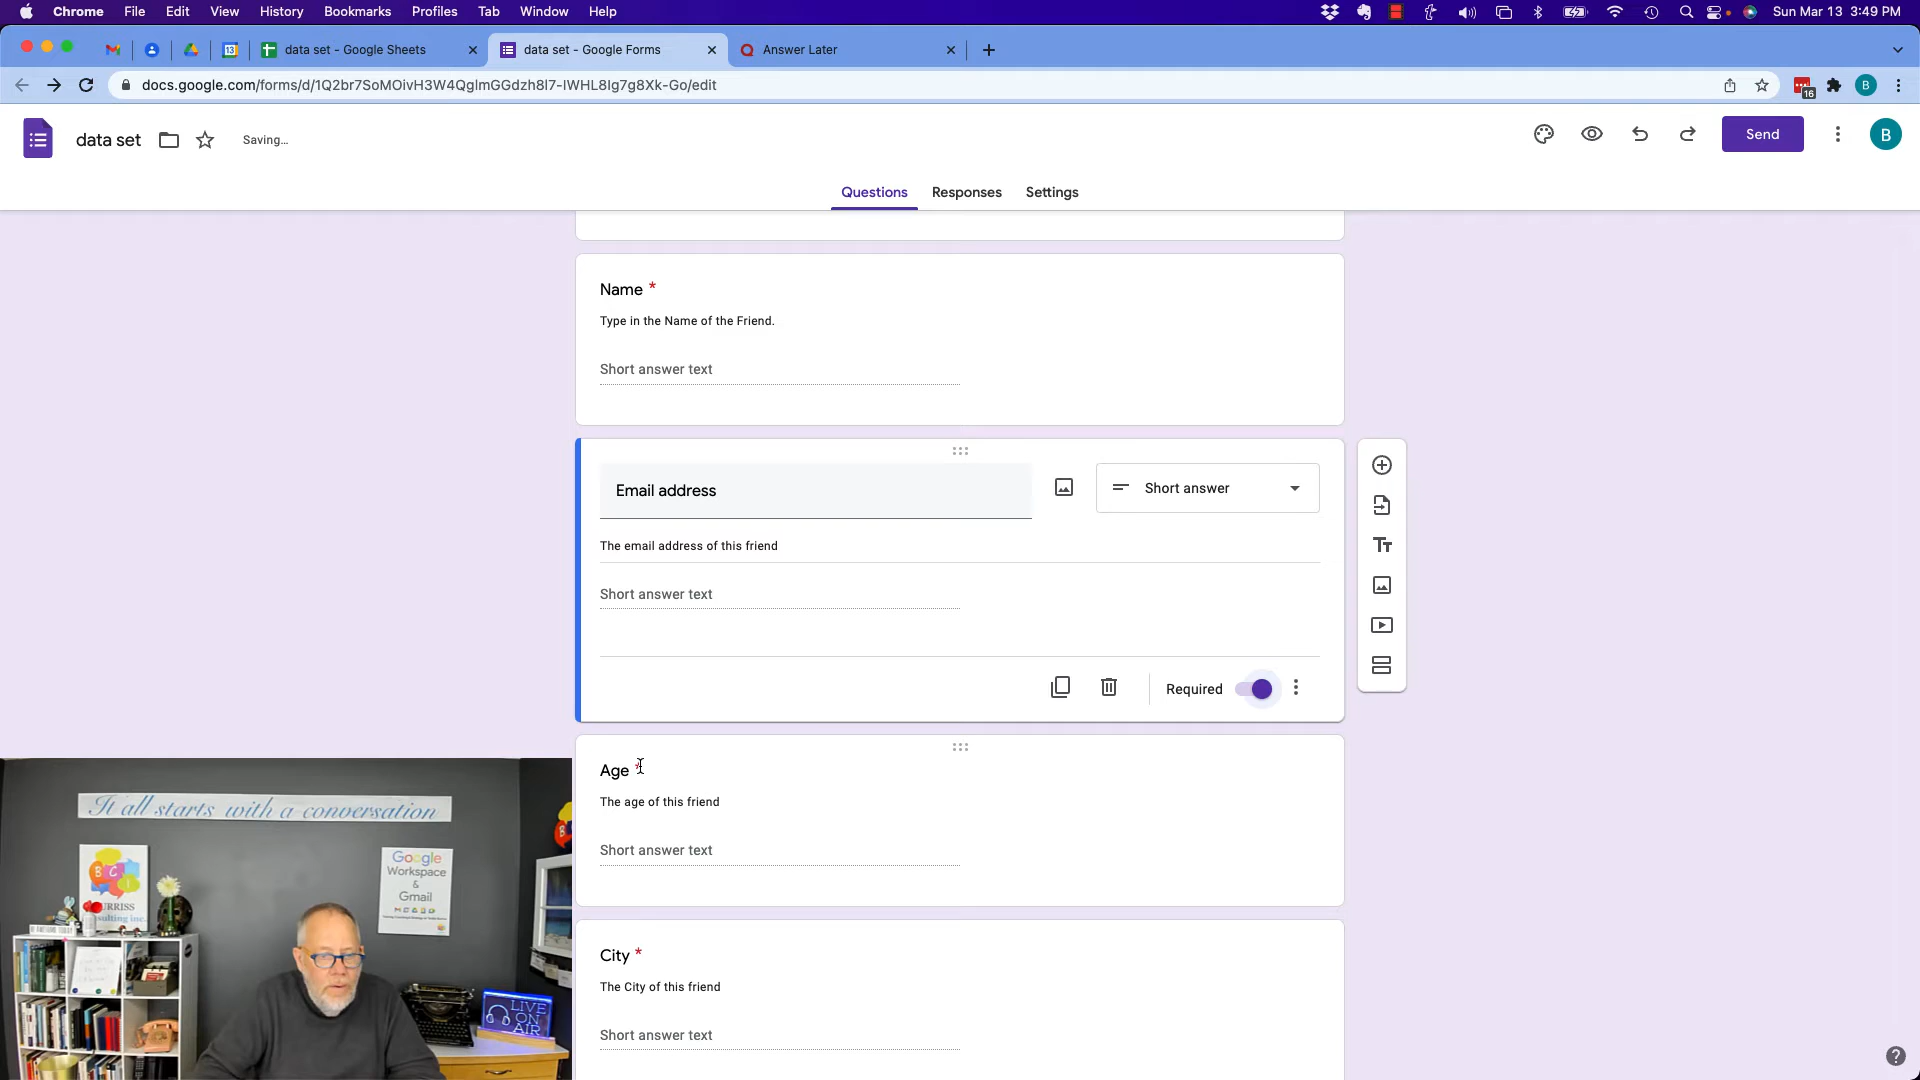 Chrome File Edit View History Bookmarks Profiles Tab Window Help
Sun Mar 13 3:49 PM
data set - Google Sheets
data set - Google Forms
Answer Later
docs.google.com/forms/d/1Q2br7SoMOivH3W4QglmGGdzh8l7-IWHL8Ig7g8Xk-Go/edit
16
B
data set
Saving...
Send
B
Questions Responses Settings
Name *
Type in the Name of the Friend.
Short answer text
Email address
Short answer
The email address of this friend
Short answer text
Required
Age *
The age of this friend
Short answer text
City *
The City of this friend
Short answer text
It all starts with a conversation
B C I
Google
Workspace
&
Gmail
LIVE
ON
AIR